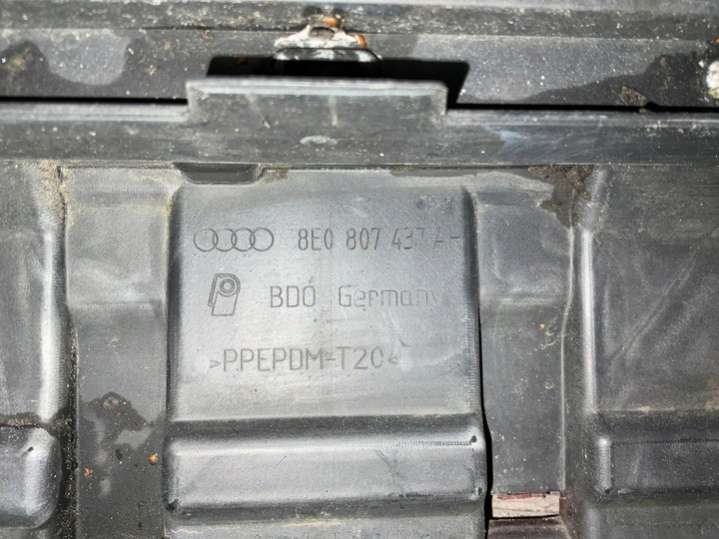 8E0 807 437 A
BDO Germany
>PPEPDM-T20<